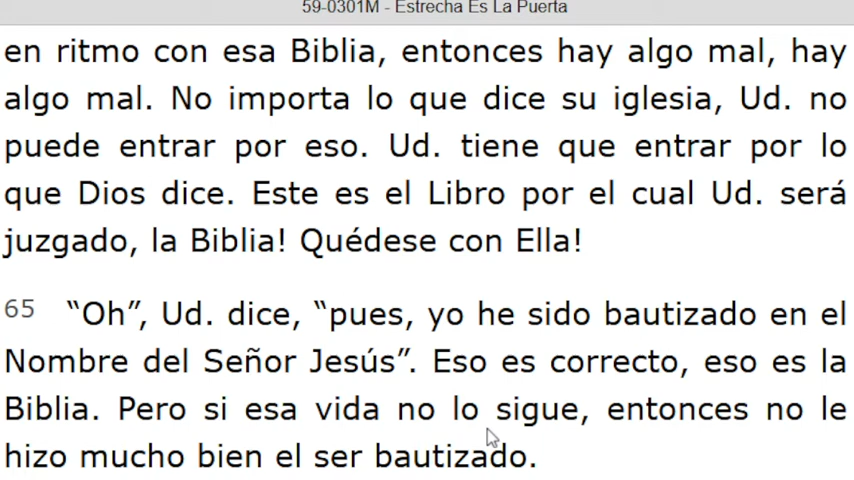 59-0301M - Estrecha Es La Puerta
en ritmo con esa Biblia, entonces hay algo mal, hay
algo mal. No importa lo que dice su iglesia, Ud. no
puede entrar por eso. Ud. tiene que entrar por lo
que Dios dice. Este es el Libro por el cual Ud. será
juzgado, la Biblia! Quédese con Ella!
65 “Oh”, Ud. dice, “pues, yo he sido bautizado en el
Nombre del Señor Jesús”. Eso es correcto, eso es la
Biblia. Pero si esa vida no lo sigue, entonces no le
hizo mucho bien el ser bautizado.